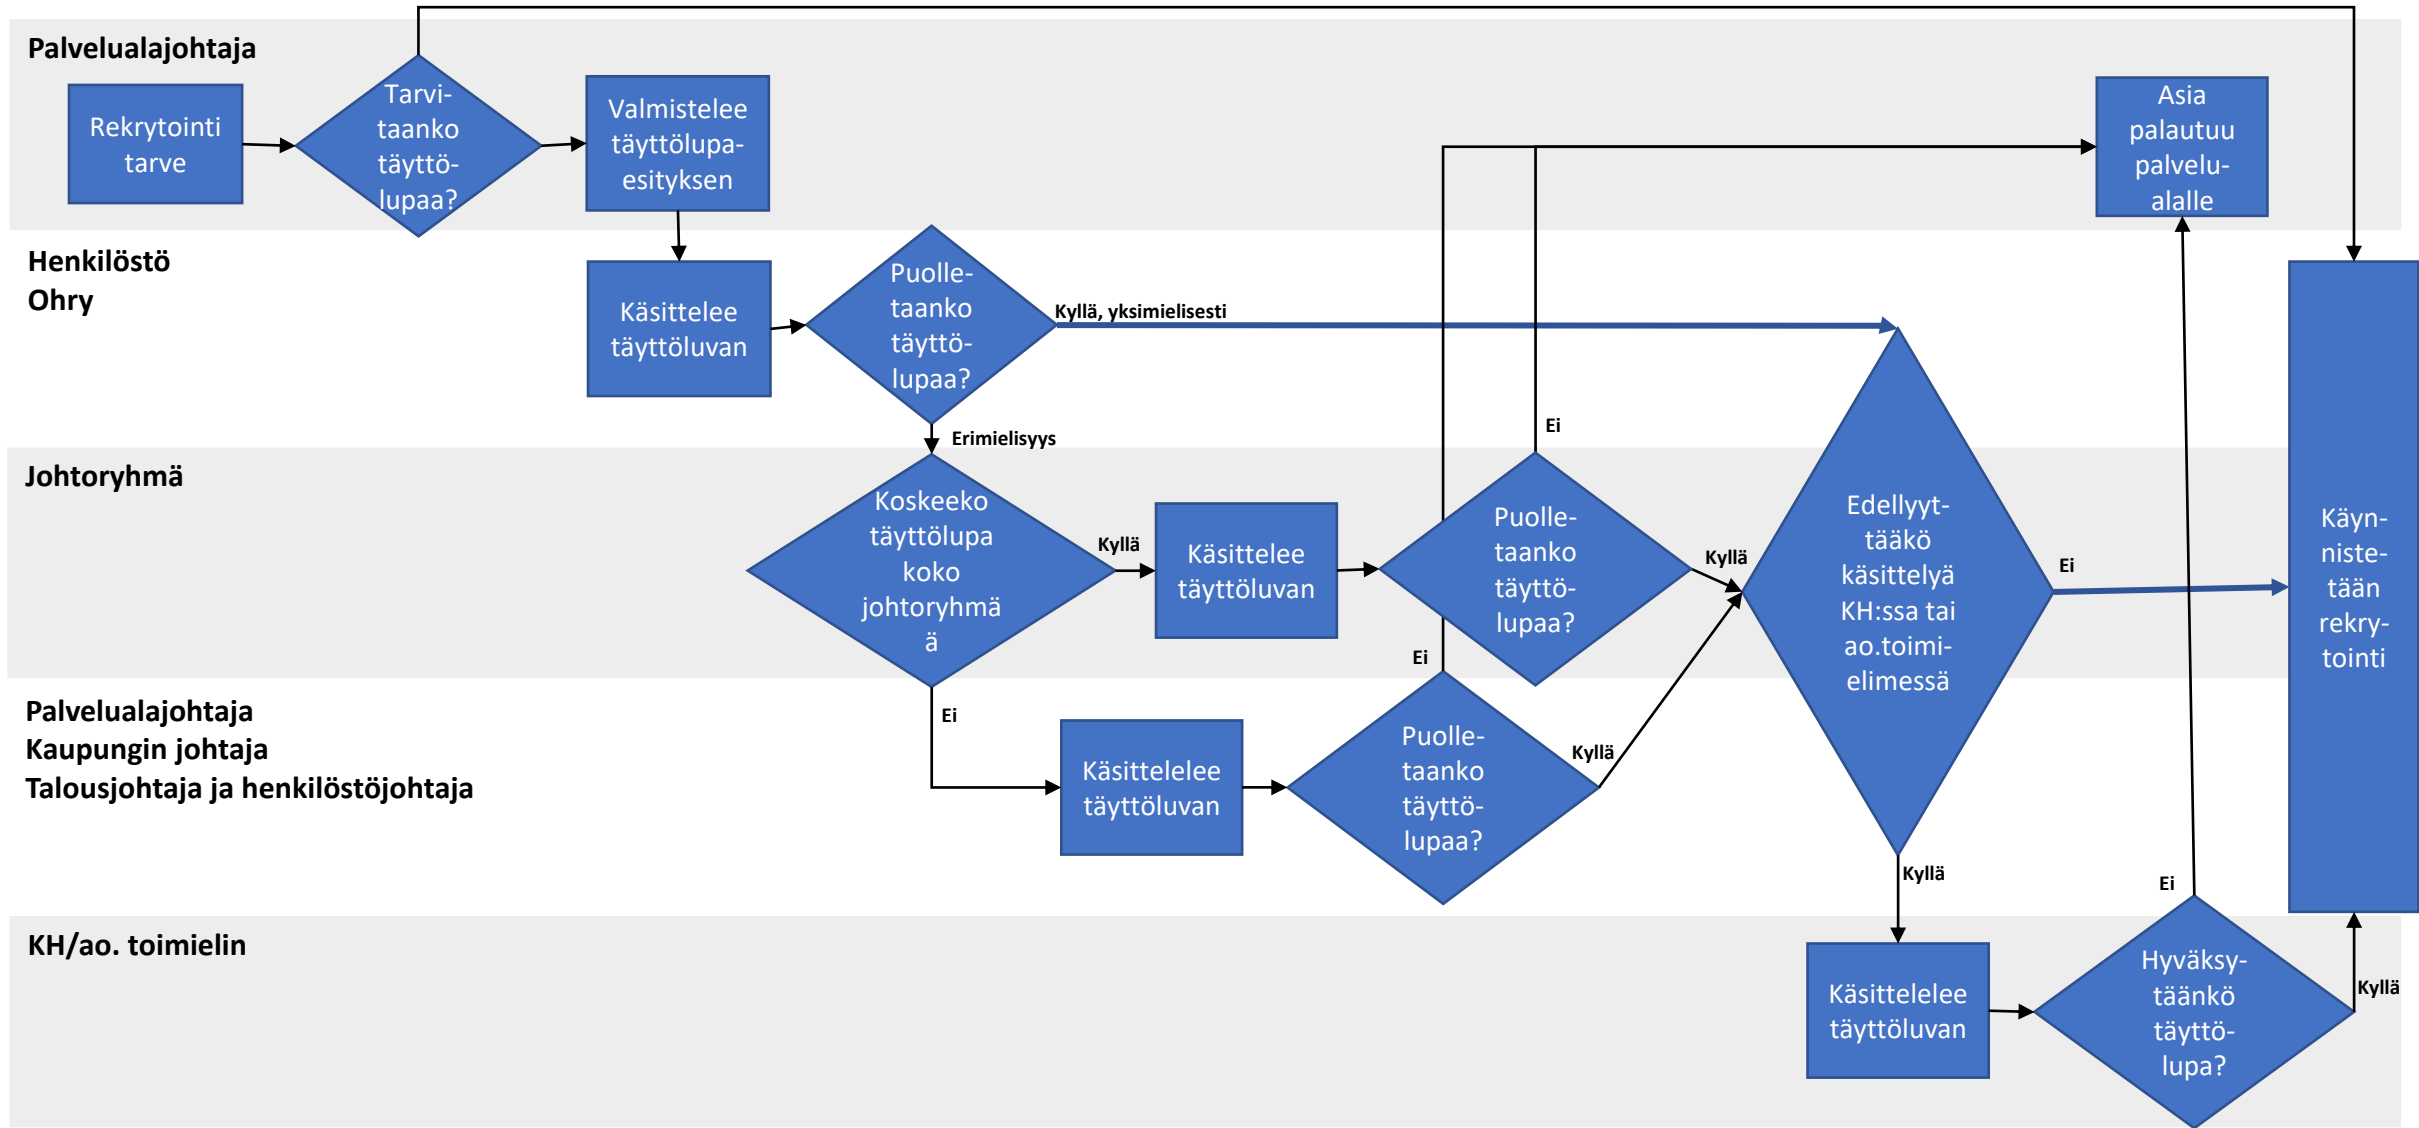 Palvelualajohtaja
Rekrytointi
tarve
Tarvi-
taanko
täyttö-
lupaa?
Valmistelee
täyttölupa-
esityksen
Asia
palautuu
palvelu-
alalle
Henkilöstö
Ohry
Käsittelee
täyttöluvan
Puolle-
taanko
täyttö-
lupaa?
Kyllä, yksimielisesti
Erimielisyys
Johtoryhmä
Koskeeko
täyttölupa
koko
johtoryhmä
ä
Kyllä
Käsittelee
täyttöluvan
Puolle-
taanko
täyttö-
lupaa?
Ei
Kyllä
Edellyyt-
tääkö
käsittelyä
KH:ssa tai
ao.toimi-
elimessä
Ei
Käyn-
niste-
tään
rekry-
tointi
Palvelualajohtaja
Kaupungin johtaja
Talousjohtaja ja henkilöstöjohtaja
Ei
Käsittelelee
täyttöluvan
Puolle-
taanko
täyttö-
lupaa?
Ei
Kyllä
Kyllä
KH/ao. toimielin
Käsittelelee
täyttöluvan
Hyväksy-
täänkö
täyttö-
lupa?
Ei
Kyllä